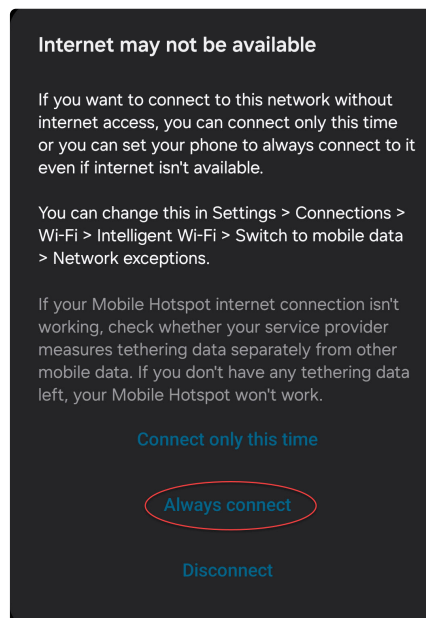 Internet may not be available
If you want to connect to this network without
internet access, you can connect only this time
or you can set your phone to always connect to it
even if internet isn't available.
You can change this in Settings > Connections >
Wi-Fi > Intelligent Wi-Fi > Switch to mobile data
> Network exceptions.
If your Mobile Hotspot internet connection isn't
working, check whether your service provider
measures tethering data separately from other
mobile data. If you don't have any tethering data
left, your Mobile Hotspot won't work.
Connect only this time
Always connect
Disconnect